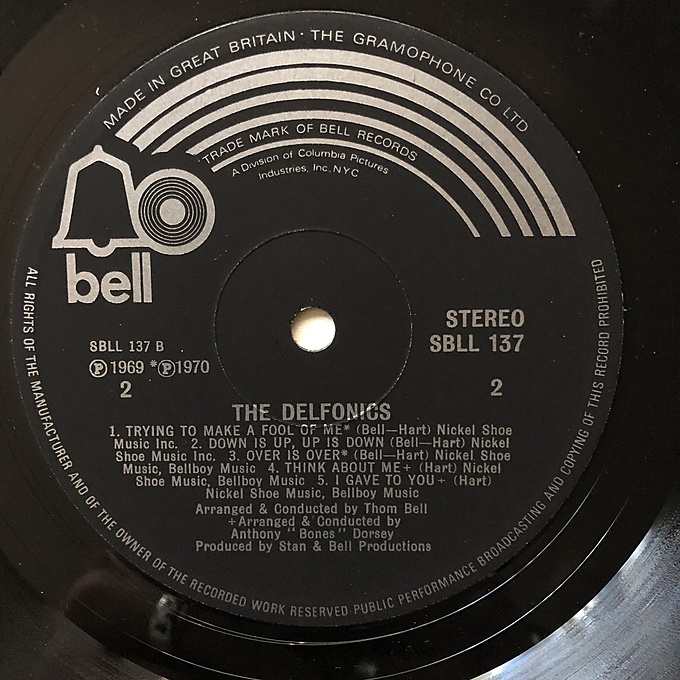 MADE IN GREAT BRITAIN · THE GRAMOPHONE CO LTD
TRADE MARK OF BELL RECORDS
A Division of Columbia Pictures
Industries, Inc, NYC
bell
STEREO
SBLL 137
SBLL 137 B
Ⓟ1969 *Ⓟ1970
2
2
THE DELFONICS
1. TRYING TO MAKE A FOOL OF ME* (Bell—Hart) Nickel Shoe
Music Inc. 2. DOWN IS UP, UP IS DOWN (Bell—Hart) Nickel
Shoe Music Inc. 3. OVER IS OVER* (Bell—Hart) Nickel Shoe
Music, Bellboy Music 4. THINK ABOUT ME+ (Hart) Nickel
Shoe Music, Bellboy Music 5. I GAVE TO YOU+ (Hart)
Nickel Shoe Music, Bellboy Music
Arranged & Conducted by Thom Bell
+Arranged & Conducted by
Anthony "Bones" Dorsey
Produced by Stan & Bell Productions
ALL RIGHTS OF THE MANUFACTURER AND OF THE OWNER OF THE RECORDED WORK RESERVED PUBLIC PERFORMANCE BROADCASTING AND COPYING OF THIS RECORD PROHIBITED